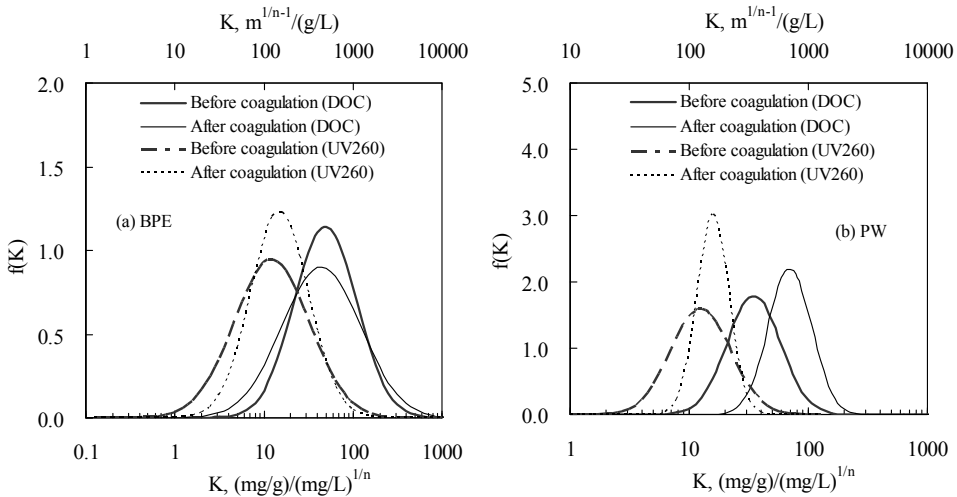 K, m^{1/n-1}/(g/L)
1 10 100 1000 10000
2.0
1.5
1.0
0.5
0.0
f(K)
Before coagulation (DOC)
After coagulation (DOC)
Before coagulation (UV260)
After coagulation (UV260)
(a) BPE
0.1 1 10 100 1000
K, (mg/g)/(mg/L)^{1/n}
K, m^{1/n-1}/(g/L)
10 100 1000 10000
5.0
4.0
3.0
2.0
1.0
0.0
f(K)
Before coagulation (DOC)
After coagulation (DOC)
Before coagulation (UV260)
After coagulation (UV260)
(b) PW
1 10 100 1000
K, (mg/g)/(mg/L)^{1/n}